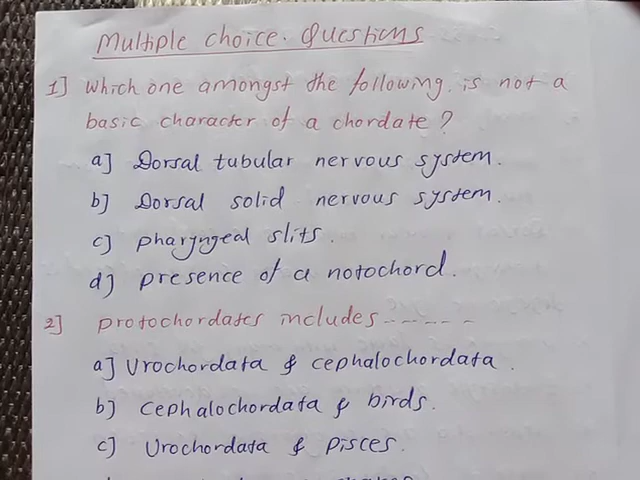 Multiple choice. Questions
1] Which one amongst the following, is not a
basic character of a chordate?
a] Dorsal tubular nervous system.
b] Dorsal solid nervous system.
c] pharyngeal slits.
d] presence of a notochord.
2] protochordates includes -----
a] Urochordata & cephalochordata.
b] cephalochordata & birds.
c] Urochordata & pisces.